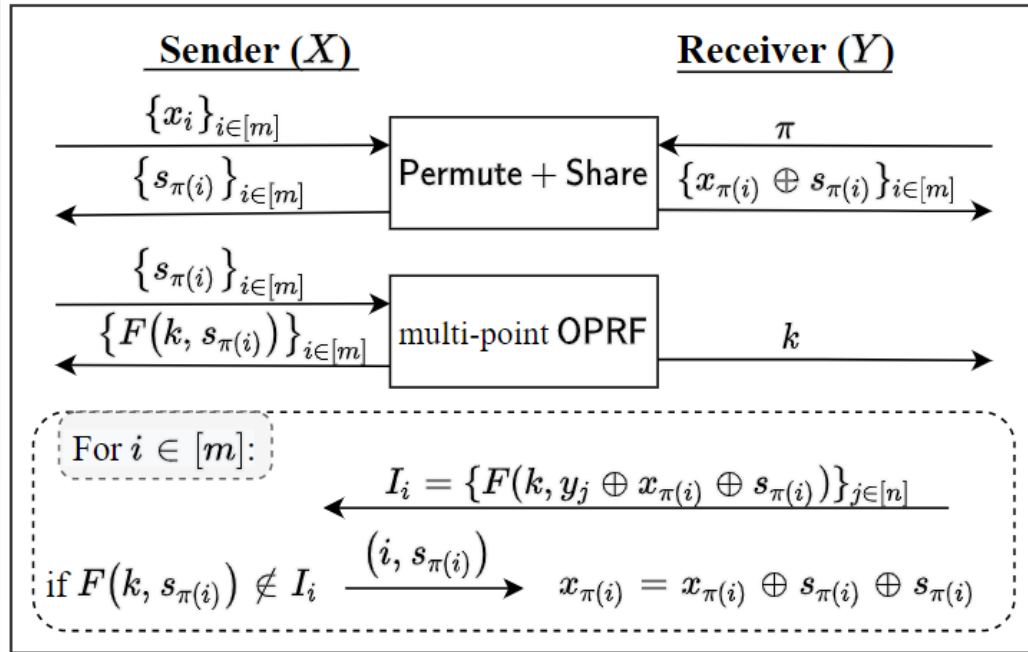 Sender (X) Receiver (Y)
{x_i}_{i∈[m]} π
Permute + Share
{s_{π(i)}}_{i∈[m]} {x_{π(i)} ⊕ s_{π(i)}}_{i∈[m]}
{s_{π(i)}}_{i∈[m]}
multi-point OPRF
{F(k, s_{π(i)})}_{i∈[m]} k
For i ∈ [m]:
I_i = {F(k, y_j ⊕ x_{π(i)} ⊕ s_{π(i)})}_{j∈[n]}
if F(k, s_{π(i)}) ∉ I_i (i, s_{π(i)}) x_{π(i)} = x_{π(i)} ⊕ s_{π(i)} ⊕ s_{π(i)}